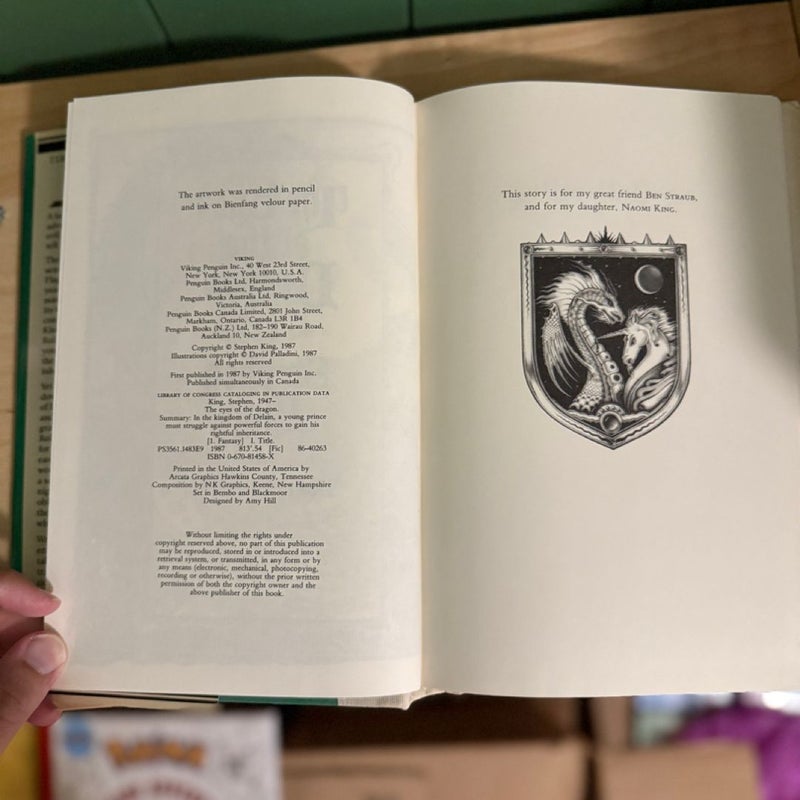 The artwork was rendered in pencil
and ink on Bienfang velour paper.
VIKING
Viking Penguin Inc., 40 West 23rd Street,
New York, New York 10010, U.S.A.
Penguin Books Ltd, Harmondsworth,
Middlesex, England
Penguin Books Australia Ltd, Ringwood,
Victoria, Australia
Penguin Books Canada Limited, 2801 John Street,
Markham, Ontario, Canada L3R 1B4
Penguin Books (N.Z.) Ltd, 182–190 Wairau Road,
Auckland 10, New Zealand
Copyright © Stephen King, 1987
Illustrations copyright © David Palladini, 1987
All rights reserved
First published in 1987 by Viking Penguin Inc.
Published simultaneously in Canada
LIBRARY OF CONGRESS CATALOGING IN PUBLICATION DATA
King, Stephen, 1947–
The eyes of the dragon.
Summary: In the kingdom of Delain, a young prince
must struggle against powerful forces to gain his
rightful inheritance.
[1. Fantasy] I. Title.
PS3561.I483E9 1987 813'.54 [Fic] 86-40263
ISBN 0-670-81458-X
Printed in the United States of America by
Arcata Graphics Hawkins County, Tennessee
Composition by NK Graphics, Keene, New Hampshire
Set in Bembo and Blackmoor
Designed by Amy Hill
Without limiting the rights under
copyright reserved above, no part of this publication
may be reproduced, stored in or introduced into a
retrieval system, or transmitted, in any form or by
any means (electronic, mechanical, photocopying,
recording or otherwise), without the prior written
permission of both the copyright owner and the
above publisher of this book.
This story is for my great friend BEN STRAUB,
and for my daughter, NAOMI KING.
POKéMON